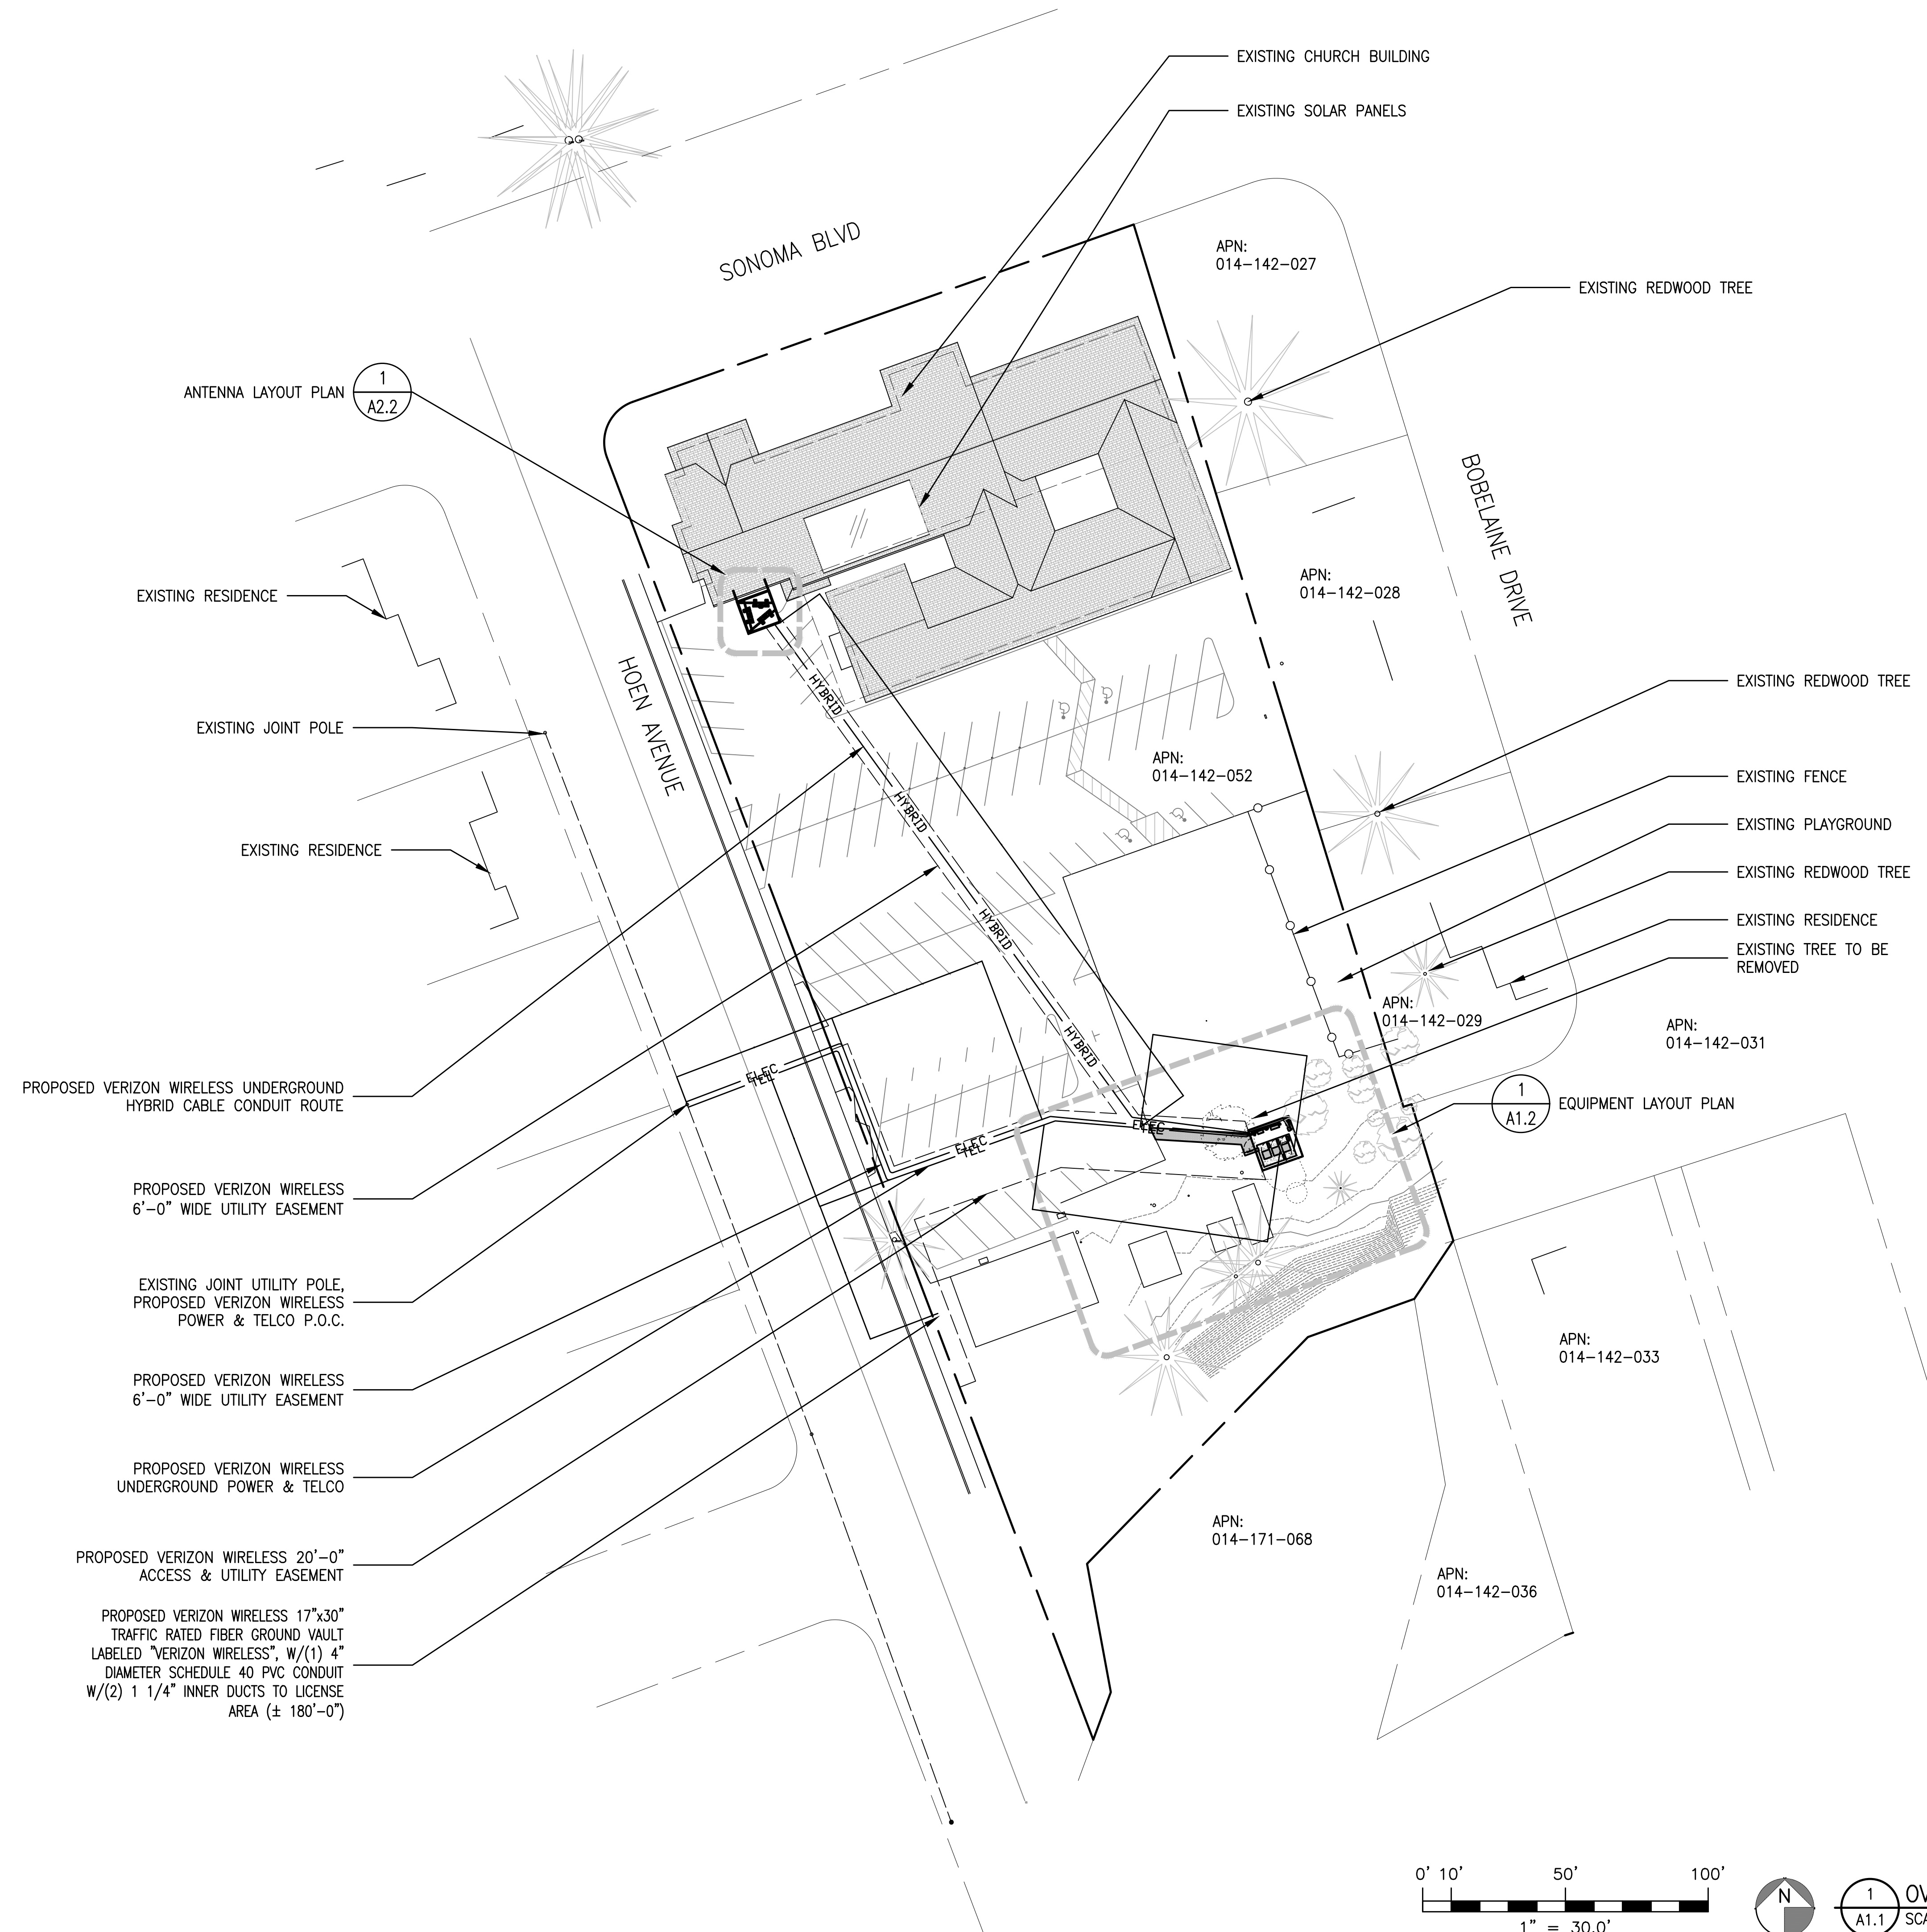 EXISTING CHURCH BUILDING
EXISTING SOLAR PANELS
SONOMA BLVD
APN:
014-142-027
EXISTING REDWOOD TREE
ANTENNA LAYOUT PLAN
1
A2.2
BOBELAINE DRIVE
APN:
014-142-028
EXISTING RESIDENCE
HOEN AVENUE
HYBRID
EXISTING REDWOOD TREE
EXISTING JOINT POLE
APN:
014-142-052
EXISTING FENCE
HYBRID
EXISTING PLAYGROUND
EXISTING RESIDENCE
EXISTING REDWOOD TREE
HYBRID
EXISTING RESIDENCE
EXISTING TREE TO BE
REMOVED
APN:
014-142-029
APN:
014-142-031
HYBRID
ELEC
TEL
PROPOSED VERIZON WIRELESS UNDERGROUND
HYBRID CABLE CONDUIT ROUTE
1
A1.2
EQUIPMENT LAYOUT PLAN
ELEC
TEL
ELEC
TEL
PROPOSED VERIZON WIRELESS
6'-0" WIDE UTILITY EASEMENT
EXISTING JOINT UTILITY POLE,
PROPOSED VERIZON WIRELESS
POWER & TELCO P.O.C.
APN:
014-142-033
PROPOSED VERIZON WIRELESS
6'-0" WIDE UTILITY EASEMENT
PROPOSED VERIZON WIRELESS
UNDERGROUND POWER & TELCO
APN:
014-171-068
PROPOSED VERIZON WIRELESS 20'-0"
ACCESS & UTILITY EASEMENT
APN:
014-142-036
PROPOSED VERIZON WIRELESS 17"x30"
TRAFFIC RATED FIBER GROUND VAULT
LABELED "VERIZON WIRELESS", W/(1) 4"
DIAMETER SCHEDULE 40 PVC CONDUIT
W/(2) 1 1/4" INNER DUCTS TO LICENSE
AREA (± 180'-0")
0' 10' 50' 100'
1" = 30.0'
N
1
A1.1